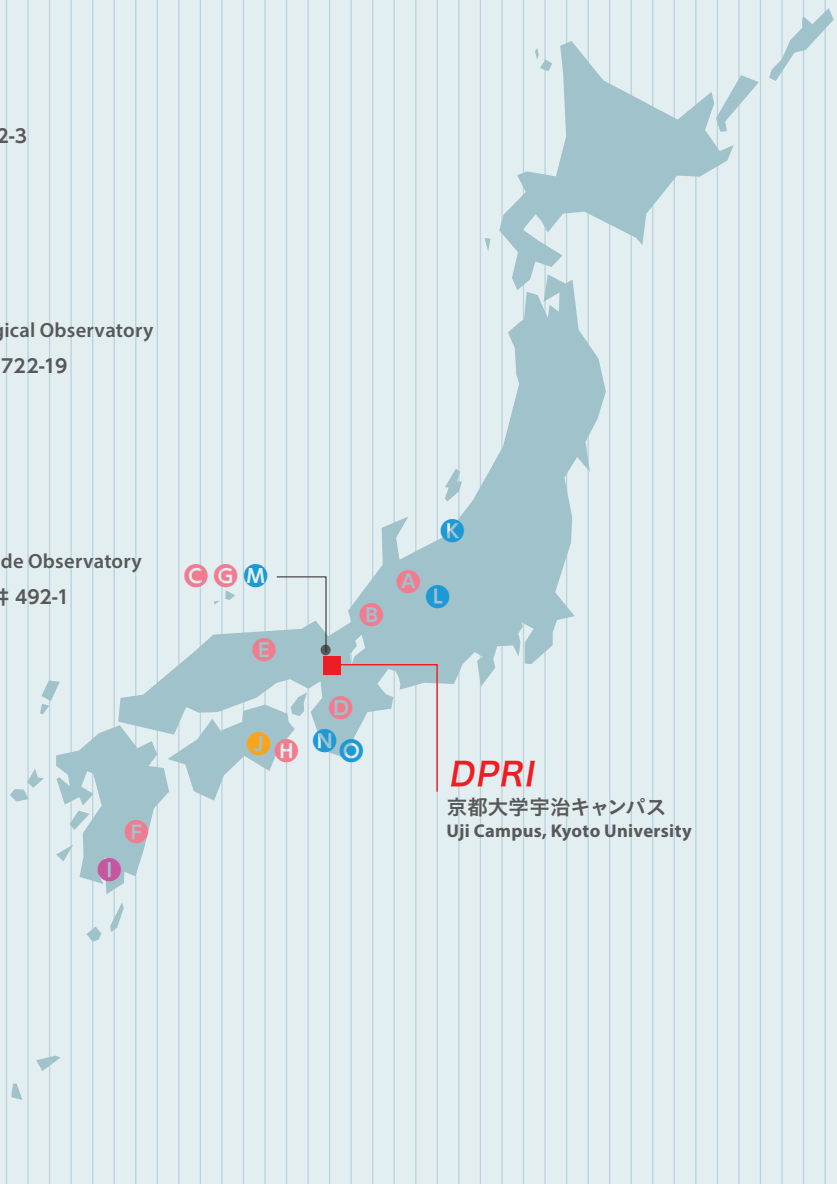 2-3
gical Observatory
722-19
de Observatory
492-1
K
C G M
A
L
B
E
D
J H N O
F
I
DPRI
京都大学宇治キャンパス
Uji Campus, Kyoto University